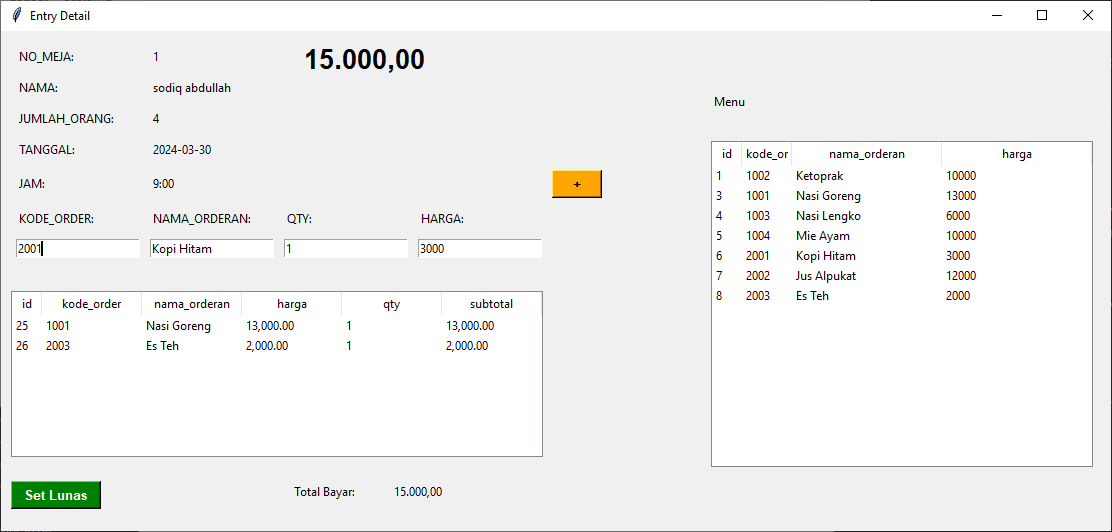 Entry Detail
NO_MEJA: 1 15.000,00
NAMA: sodiq abdullah
JUMLAH_ORANG: 4
TANGGAL: 2024-03-30
JAM: 9:00 +
KODE_ORDER: NAMA_ORDERAN: QTY: HARGA:
2001 Kopi Hitam 1 3000
id kode_order nama_orderan harga qty subtotal
25 1001 Nasi Goreng 13,000.00 1 13,000.00
26 2003 Es Teh 2,000.00 1 2,000.00
Set Lunas Total Bayar: 15.000,00
Menu
id kode_or nama_orderan harga
1 1002 Ketoprak 10000
3 1001 Nasi Goreng 13000
4 1003 Nasi Lengko 6000
5 1004 Mie Ayam 10000
6 2001 Kopi Hitam 3000
7 2002 Jus Alpukat 12000
8 2003 Es Teh 2000